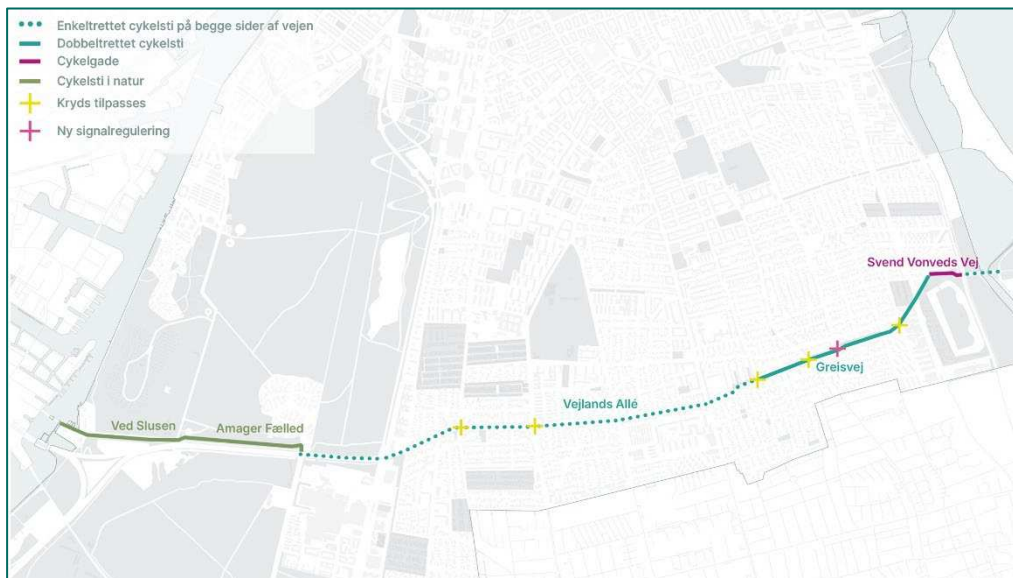 Enkeltrettet cykelsti på begge sider af vejen
Dobbeltrettet cykelsti
Cykelgade
Cykelsti i natur
Kryds tilpasses
Ny signalregulering
Svend Vonveds Vej
Greisvej
Vejlands Allé
Ved Slusen
Amager Fælled